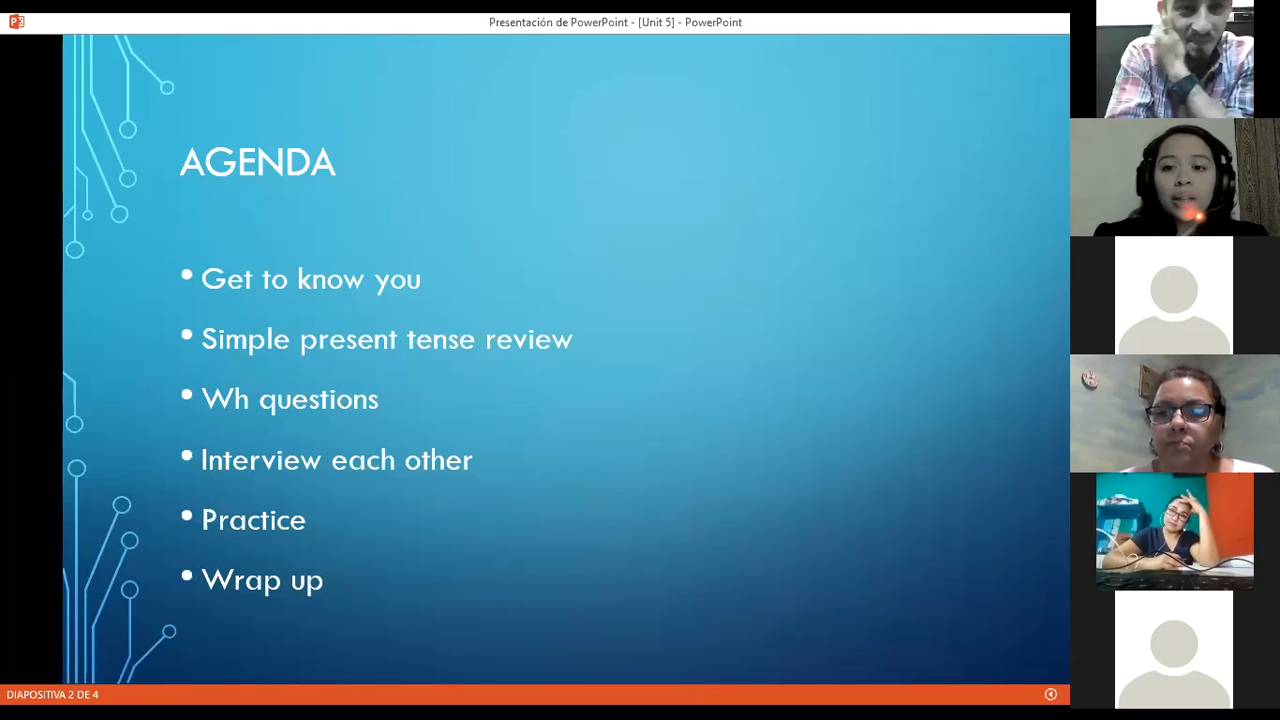 Presentación de PowerPoint - [Unit 5] - PowerPoint
AGENDA
• Get to know you
• Simple present tense review
• Wh questions
• Interview each other
• Practice
• Wrap up
DIAPOSITIVA 2 DE 4